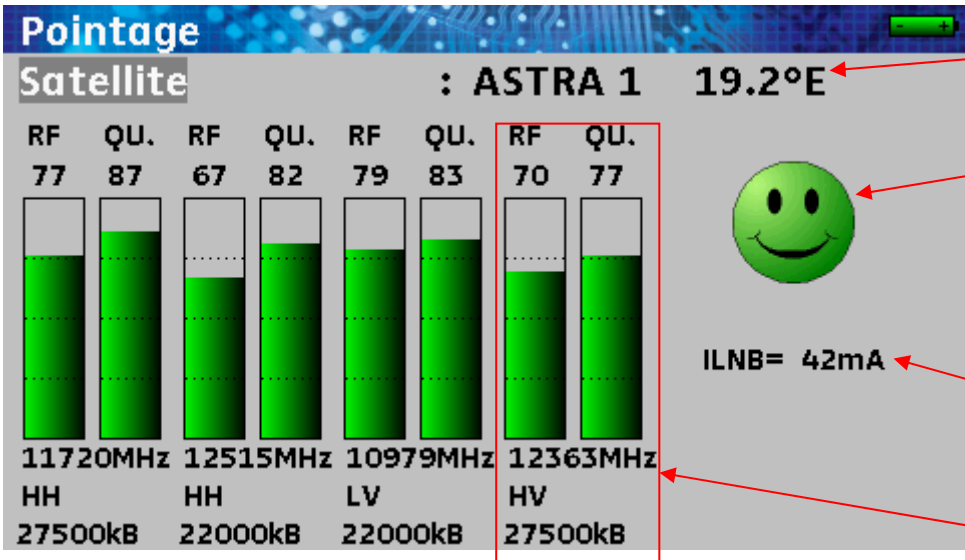 Pointage
Satellite : ASTRA 1 19.2°E
RF QU. RF QU. RF QU. RF QU.
77 87 67 82 79 83 70 77
ILNB= 42mA
11720MHz 12515MHz 10979MHz 12363MHz
HH HH LV HV
27500kB 22000kB 22000kB 27500kB